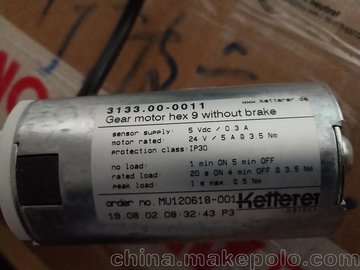 3133.00-0011
www.ketterer.de
Gear motor hex 9 without brake
sensor supply: 5 Vdc / 0.3 A
motor rated: 24 V / 5 A @ 3.5 Nm
protection class: IP30
no load: 1 min ON 5 min OFF
rated load: 20 s ON 4 min OFF @ 3.5 Nm
peak load: 1 s max @ 5 Nm
order no. MU120618-001
Ketterer
19 08 02 08:32:43 P3
china.makepolo.com